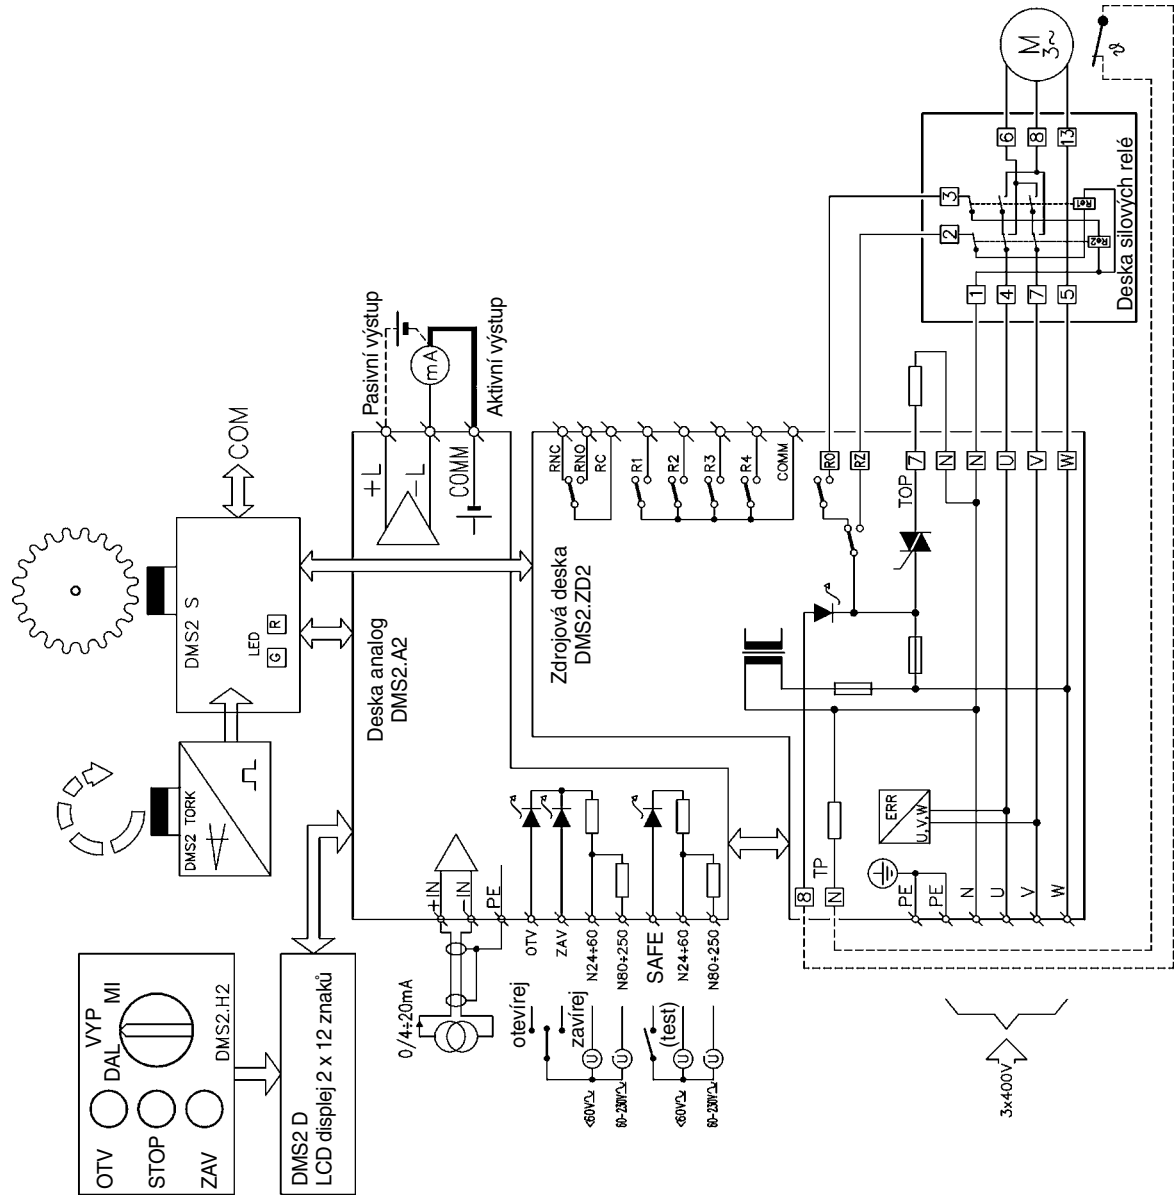 OTV
STOP
ZAV
VYP
DAL
MI
DMS2.H2
DMS2 D
LCD displej 2 x 12 znaků
DMS2 TORK
DMS2 S
LED
G
R
COM
Deska analog
DMS2.A2
+L
−L
COMM
Pasivní výstup
mA
Aktivní výstup
0/4÷20mA
+IN
−IN
PE
OTV
ZAV
N24÷60
N80÷250
SAFE
N24÷60
N80÷250
otevírej
zavírej
U
<60V
U
60-230V
(test)
U
<60V
U
60-230V
Zdrojová deska
DMS2.ZD2
RNC
RNO
RC
R1
R2
R3
R4
COMM
RO
RZ
TOP
7
N
N
U
V
W
8
N
TP
ERR
U,V,W
PE
PE
N
U
V
W
3x400V
Deska silových relé
1
4
7
5
2
3
6
8
13
Re1
Re2
M
3~
ϑ